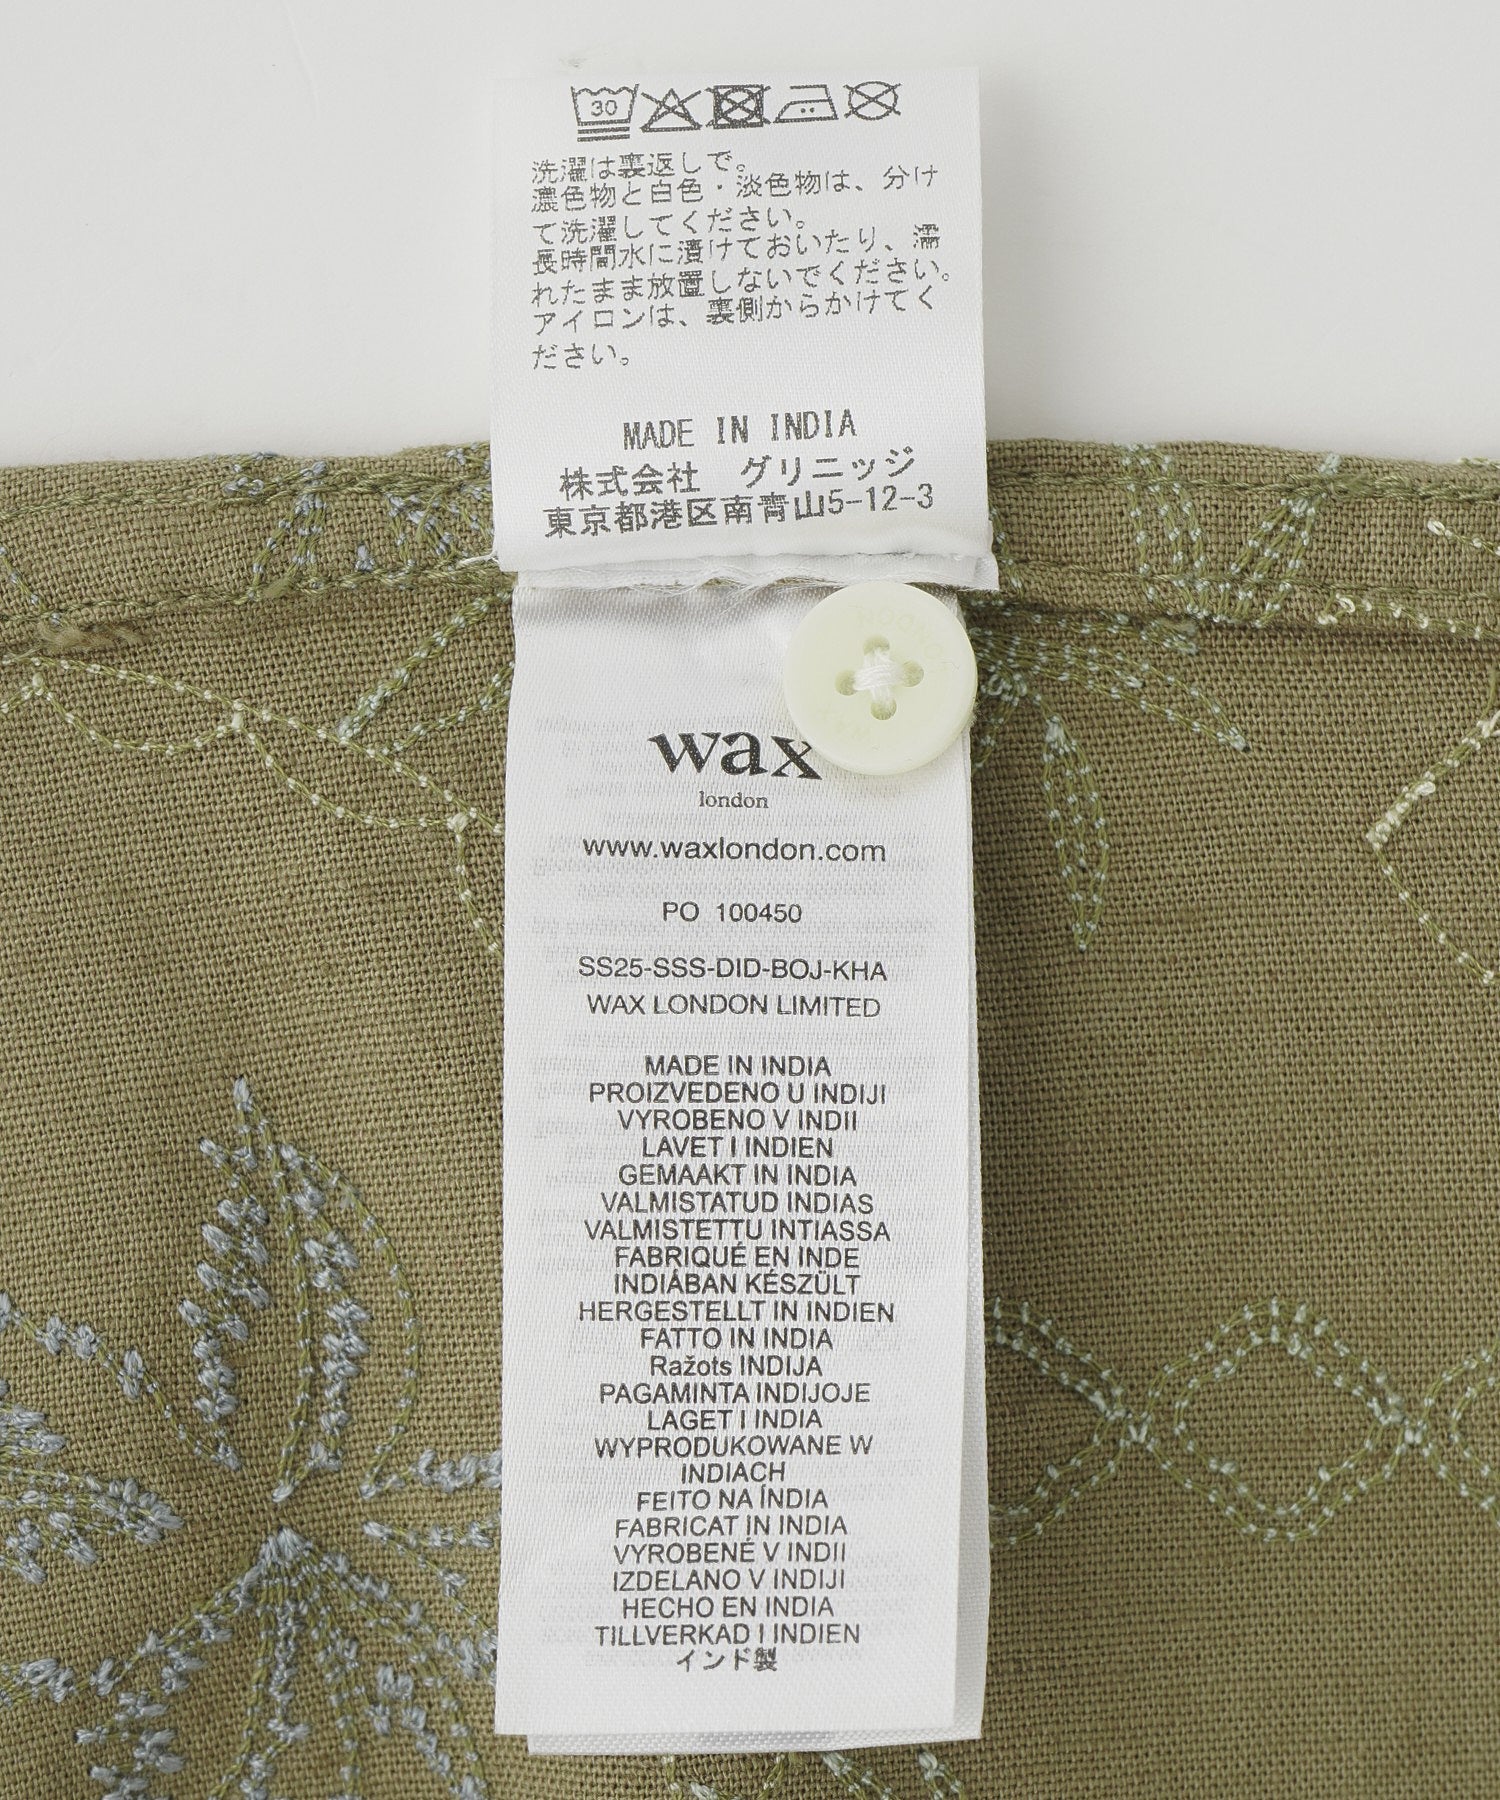 30
洗濯は裏返しで。
濃色物と白色・淡色物は、分け
て洗濯してください。
長時間水に漬けておいたり、濡
れたまま放置しないでください。
アイロンは、裏側からかけてく
ださい。
MADE IN INDIA
株式会社 グリニッジ
東京都港区南青山5-12-3
LONDON
WAX
wax
london
www.waxlondon.com
PO 100450
SS25-SSS-DID-BOJ-KHA
WAX LONDON LIMITED
MADE IN INDIA
PROIZVEDENO U INDIJI
VYROBENO V INDII
LAVET I INDIEN
GEMAAKT IN INDIA
VALMISTATUD INDIAS
VALMISTETTU INTIASSA
FABRIQUÉ EN INDE
INDIÁBAN KÉSZÜLT
HERGESTELLT IN INDIEN
FATTO IN INDIA
Ražots INDIJA
PAGAMINTA INDIJOJE
LAGET I INDIA
WYPRODUKOWANE W
INDIACH
FEITO NA ÍNDIA
FABRICAT IN INDIA
VYROBENÉ V INDII
IZDELANO V INDIJI
HECHO EN INDIA
TILLVERKAD I INDIEN
インド製